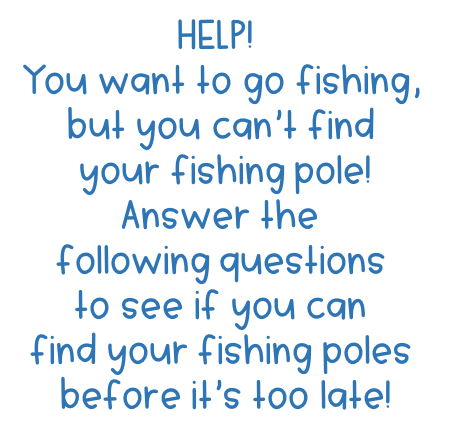 HELP!
You want to go fishing,
but you can't find
your fishing pole!
Answer the
following questions
to see if you can
find your fishing poles
before it's too late!